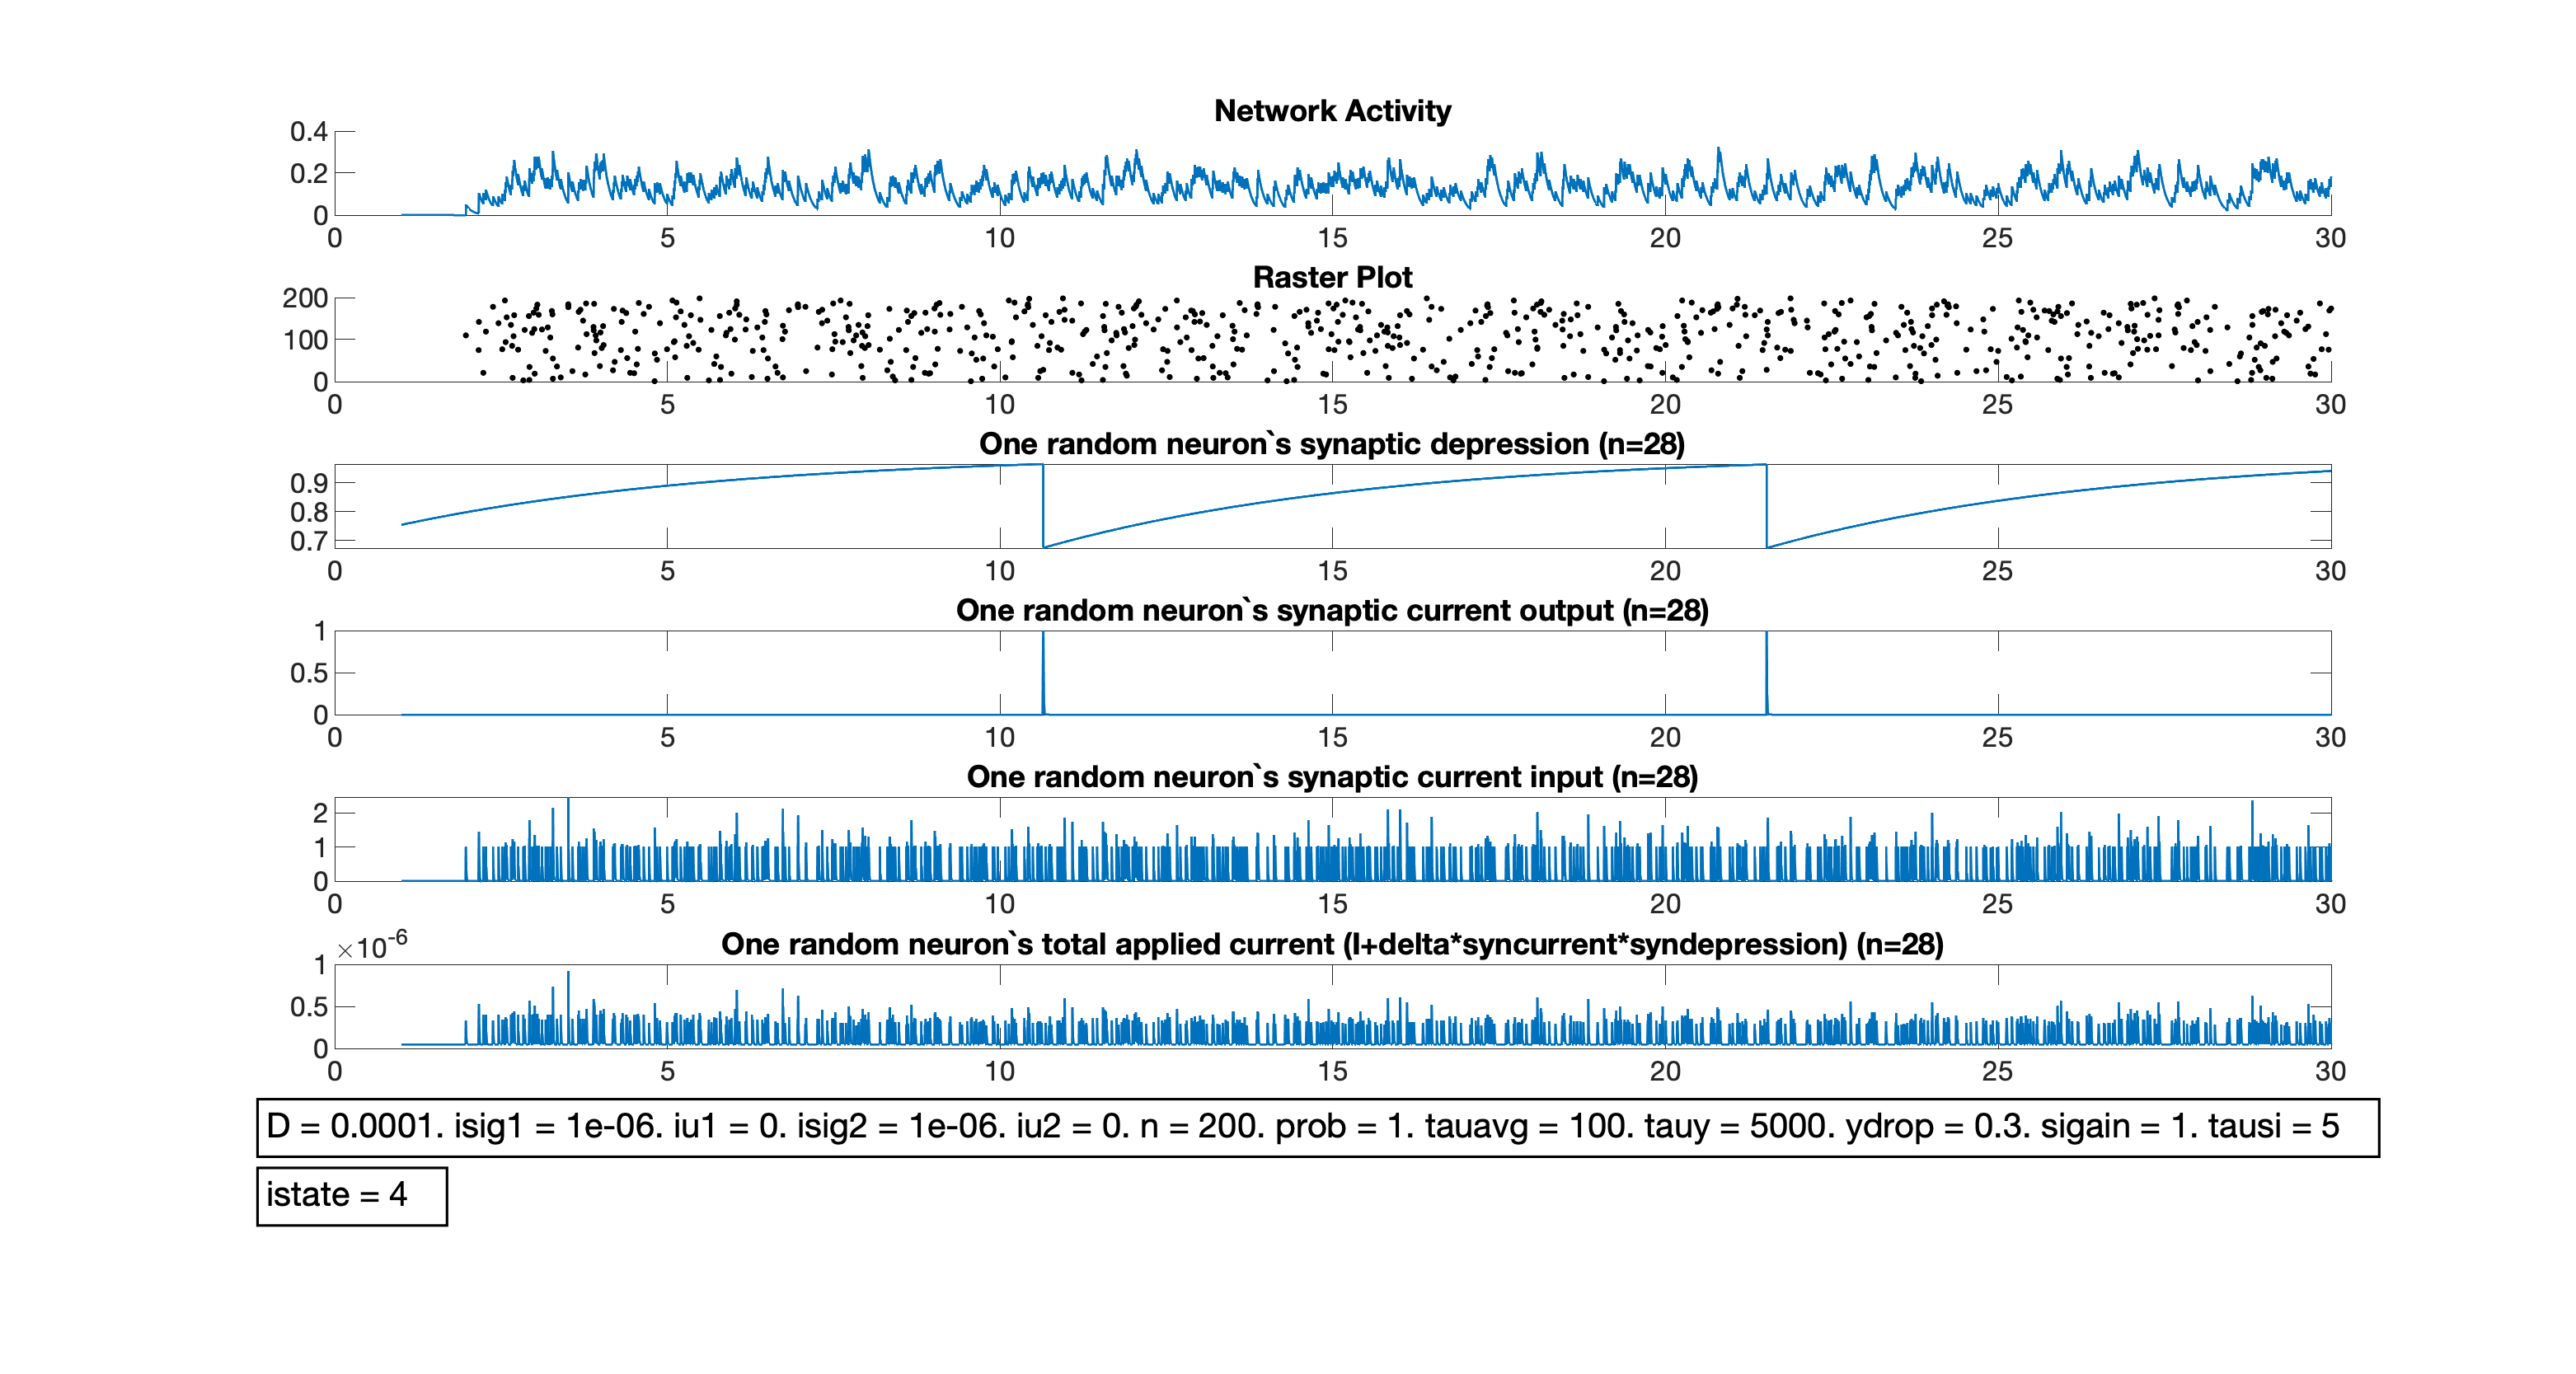 Network Activity
0.4
0.2
0
0 5 10 15 20 25 30
Raster Plot
200
100
0
0 5 10 15 20 25 30
One random neuron`s synaptic depression (n=28)
0.9
0.8
0.7
0 5 10 15 20 25 30
One random neuron`s synaptic current output (n=28)
1
0.5
0
0 5 10 15 20 25 30
One random neuron`s synaptic current input (n=28)
2
1
0
0 5 10 15 20 25 30
One random neuron`s total applied current (I+delta*syncurrent*syndepression) (n=28)
×10-6
1
0.5
0
0 5 10 15 20 25 30
D = 0.0001. isig1 = 1e-06. iu1 = 0. isig2 = 1e-06. iu2 = 0. n = 200. prob = 1. tauavg = 100. tauy = 5000. ydrop = 0.3. sigain = 1. tausi = 5
istate = 4